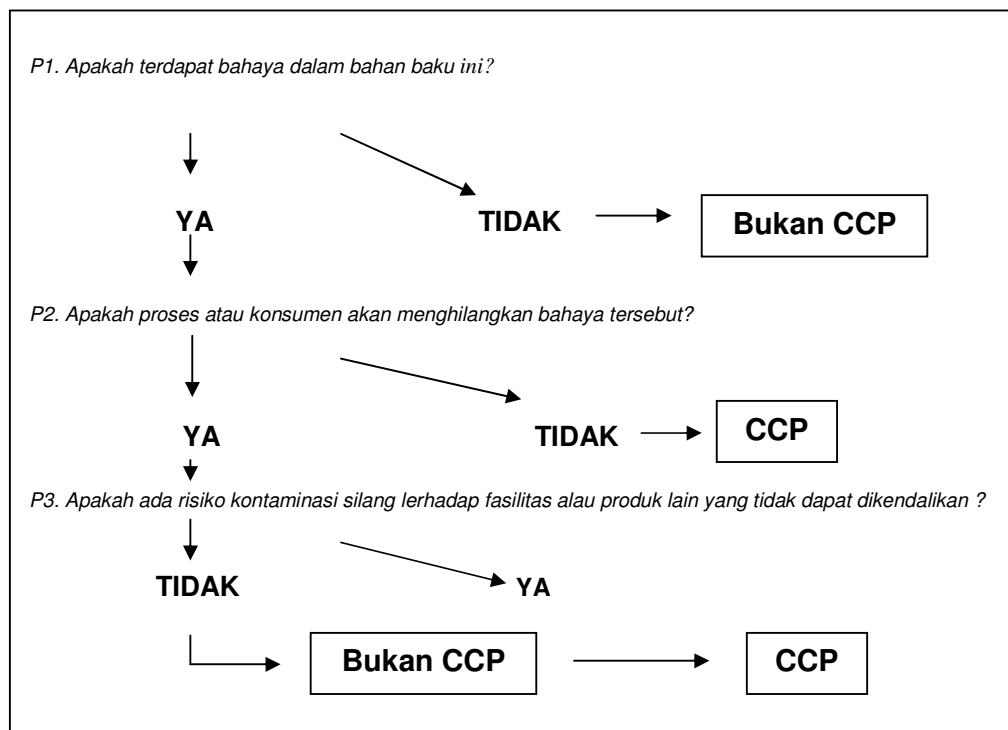 P1. Apakah terdapat bahaya dalam bahan baku ini?
YA
TIDAK
Bukan CCP
P2. Apakah proses atau konsumen akan menghilangkan bahaya tersebut?
YA
TIDAK
CCP
P3. Apakah ada risiko kontaminasi silang lerhadap fasilitas alau produk lain yang tidak dapat dikendalikan ?
TIDAK
YA
Bukan CCP
CCP